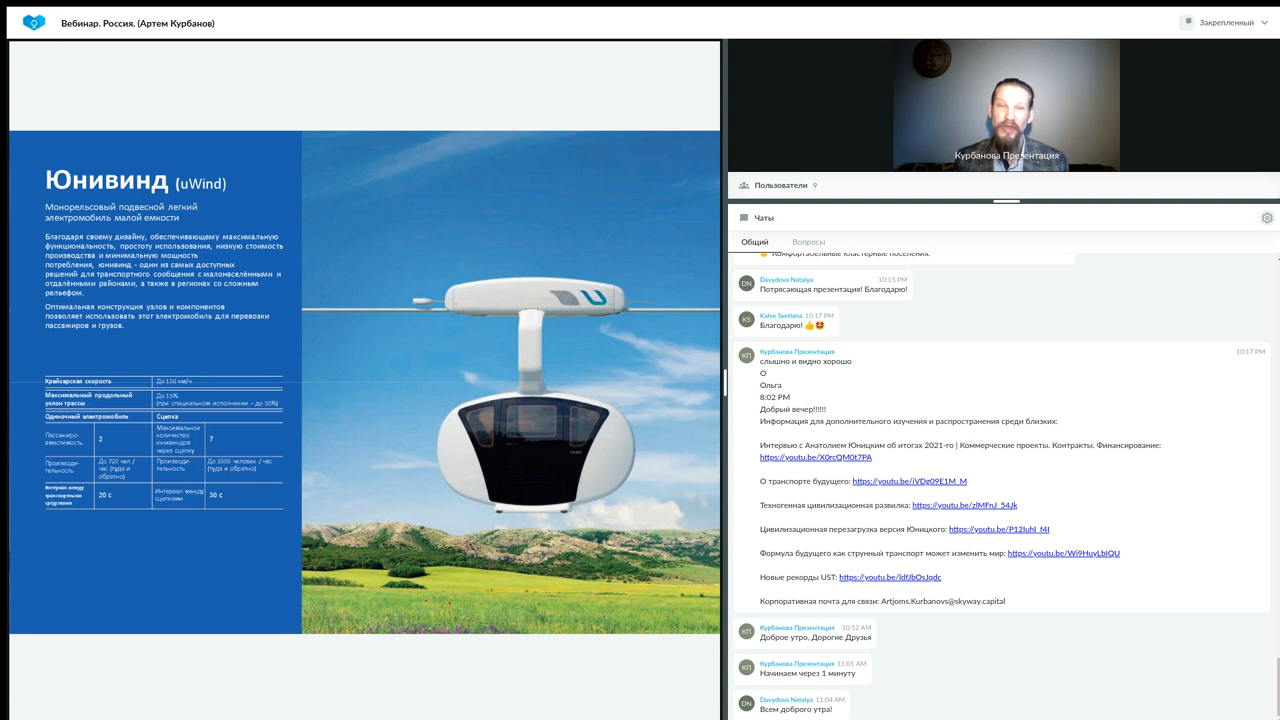 Вебинар. Россия. (Артем Курбанов)
Закрепленный
Юнивинд (uWind)
Монорельсовый подвесной легкий
электромобиль малой емкости
Благодаря своему дизайну, обеспечивающему максимальную
функциональность, простоту использования, низкую стоимость
производства и минимальную мощность
потребления, юнивинд - один из самых доступных
решений для транспортного сообщения с малонаселёнными и
отдалёнными районами, а также в регионах со сложным
рельефом.
Оптимальная конструкция узлов и компонентов
позволяет использовать этот электромобиль для перевозки
пассажиров и грузов.
Крейсерская скорость До 150 км/ч
Максимальный продольный До 15%
уклон трассы (при специальном исполнении – до 30%)
Одиночный электромобиль Сцепка
Пассажиро-
вместимость 2
Максимальное
количество
юнивиндов
через сцепку 7
Производи-
тельность
До 720 чел /
час (туда и
обратно)
Производи-
тельность
До 3500 человек / час
(туда и обратно)
Интервал между
транспортными
средствами
20 с
Интервал между
сцепками
30 с
Курбанова Презентация
Пользователи 9
Чаты
Общий Вопросы
Комфортабельные кластерные поселения.
DN Davydova Natalya 10:15 PM
Потрясающая презентация! Благодарю!
KS Kalve Svetlana 10:17 PM
Благодарю! 👍🤩
КП Курбанова Презентация 10:17 PM
слышно и видно хорошо
О
Ольга
8:02 PM
Добрый вечер!!!!!!
Информация для дополнительного изучения и распространения среди близких:
Интервью с Анатолием Юницким об итогах 2021-го | Коммерческие проекты. Контракты. Финансирование:
https://youtu.be/X0rcQM0t7PA
О транспорте будущего: https://youtu.be/iVDg09E1M_M
Техногенная цивилизационная развилка: https://youtu.be/zlMFnJ_54Jk
Цивилизационная перезагрузка версия Юницкого: https://youtu.be/P12IuhI_f4I
Формула будущего как струнный транспорт может изменить мир: https://youtu.be/Wi9HuyLbIQU
Новые рекорды UST: https://youtu.be/ldfJbOsJqdc
Корпоративная почта для связи: Artjoms.Kurbanovs@skyway.capital
КП Курбанова Презентация 10:52 AM
Доброе утро, Дорогие Друзья
КП Курбанова Презентация 11:01 AM
Начинаем через 1 минуту
DN Davydova Natalya 11:04 AM
Всем доброго утра!